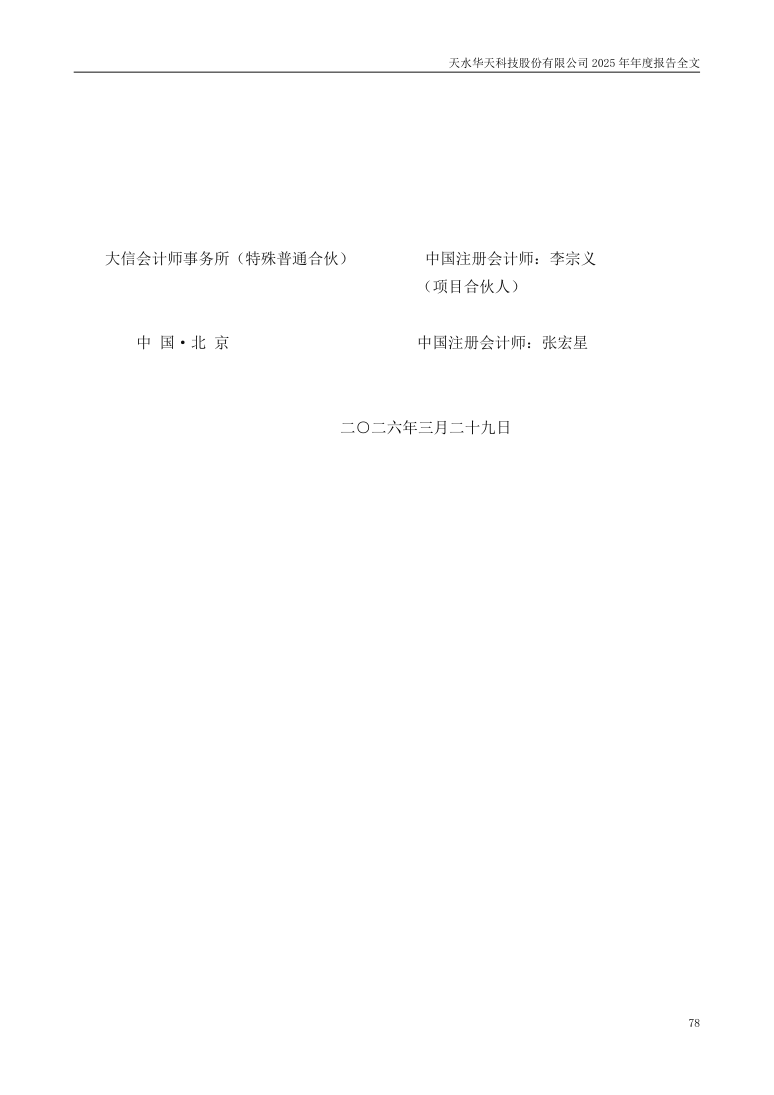 天水华天科技股份有限公司 2025 年年度报告全文
大信会计师事务所（特殊普通合伙） 中国注册会计师：李宗义
（项目合伙人）
中 国·北 京 中国注册会计师：张宏星
二〇二六年三月二十九日
78